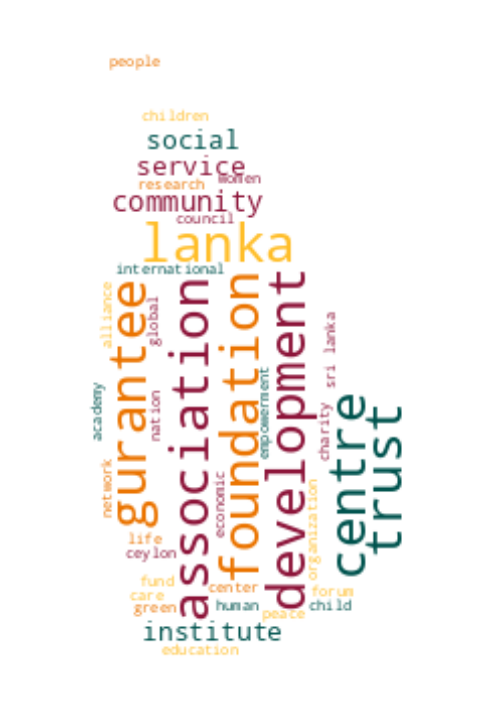 people
children
social
service
women
research
community
council
lanka
international
alliance
gurantee
global
association
foundation
development
sri lanka
academy
nation
empowerment
charity
centre
trust
network
economic
organization
life
ceylon
fund
care
green
center
human
peace
forum
child
institute
education